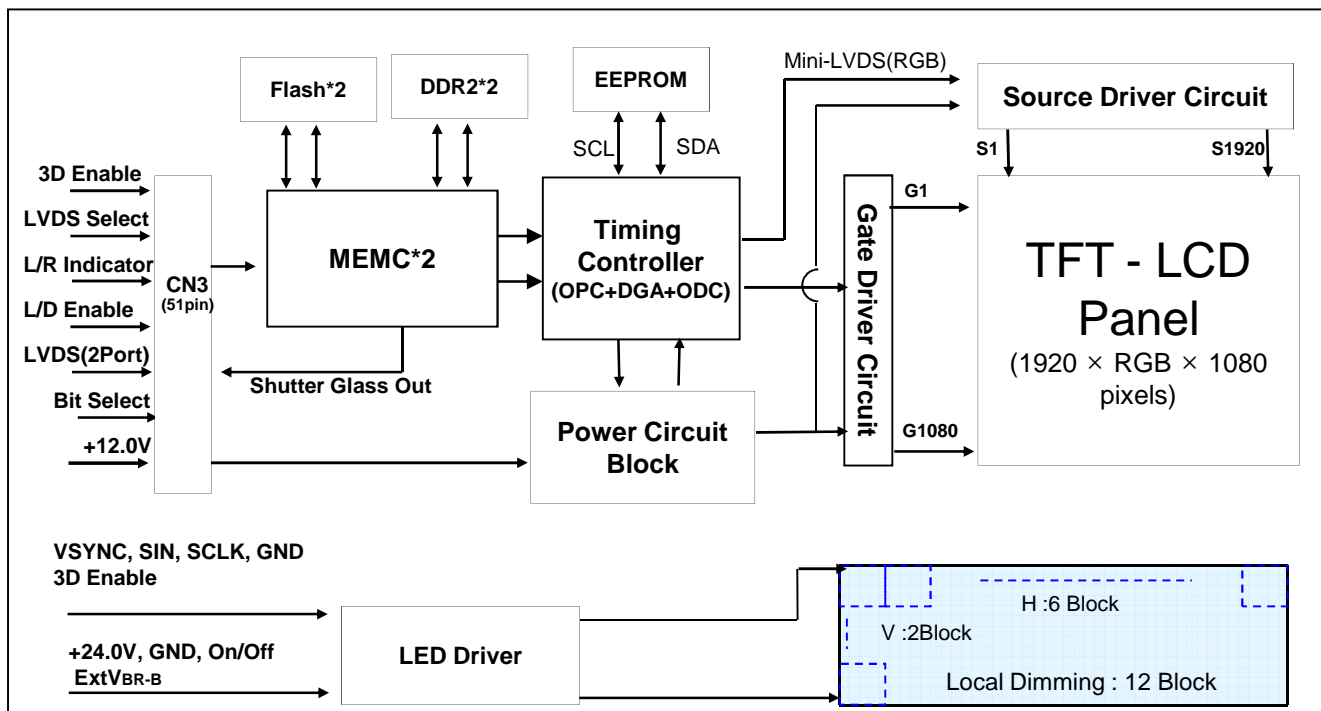 Flash*2
DDR2*2
EEPROM
Mini-LVDS(RGB)
Source Driver Circuit
SCL
SDA
S1
S1920
3D Enable
LVDS Select
L/R Indicator
L/D Enable
LVDS(2Port)
Bit Select
+12.0V
CN3
(51pin)
MEMC*2
Shutter Glass Out
Timing
Controller
(OPC+DGA+ODC)
Power Circuit
Block
Gate Driver Circuit
G1
G1080
TFT - LCD
Panel
(1920 × RGB × 1080
pixels)
VSYNC, SIN, SCLK, GND
3D Enable
+24.0V, GND, On/Off
ExtVBR-B
LED Driver
H :6 Block
V :2Block
Local Dimming : 12 Block